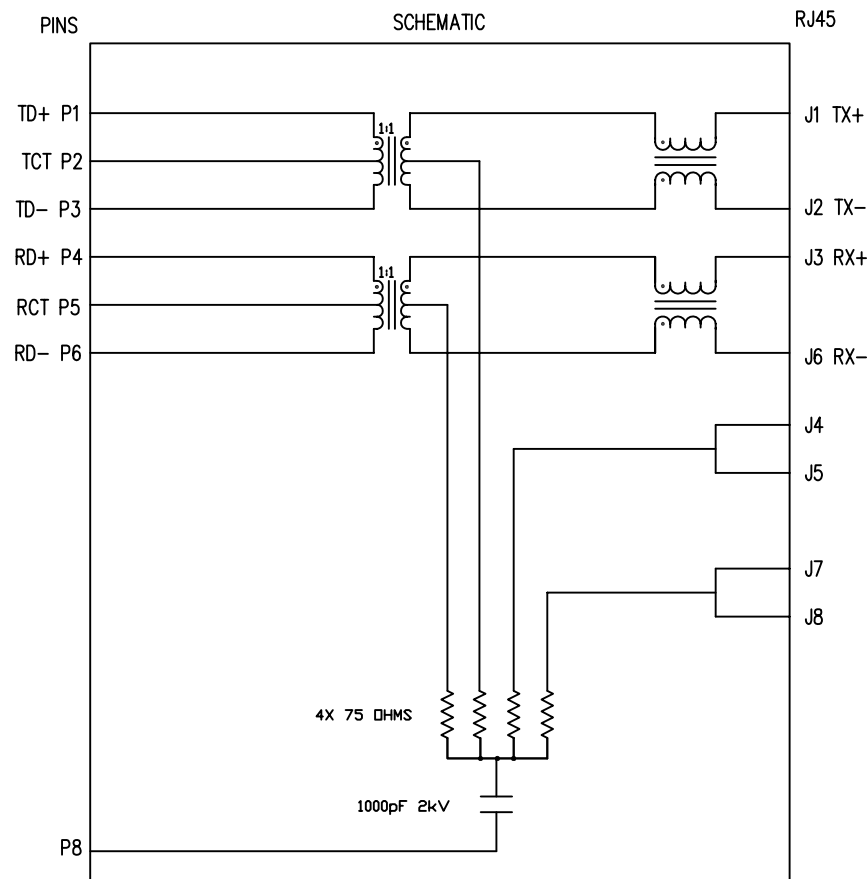 PINS
SCHEMATIC
RJ45
TD+ P1
1:1
J1 TX+
TCT P2
TD- P3
J2 TX-
RD+ P4
1:1
J3 RX+
RCT P5
RD- P6
J6 RX-
J4
J5
J7
J8
4X 75 OHMS
1000pF 2kV
P8